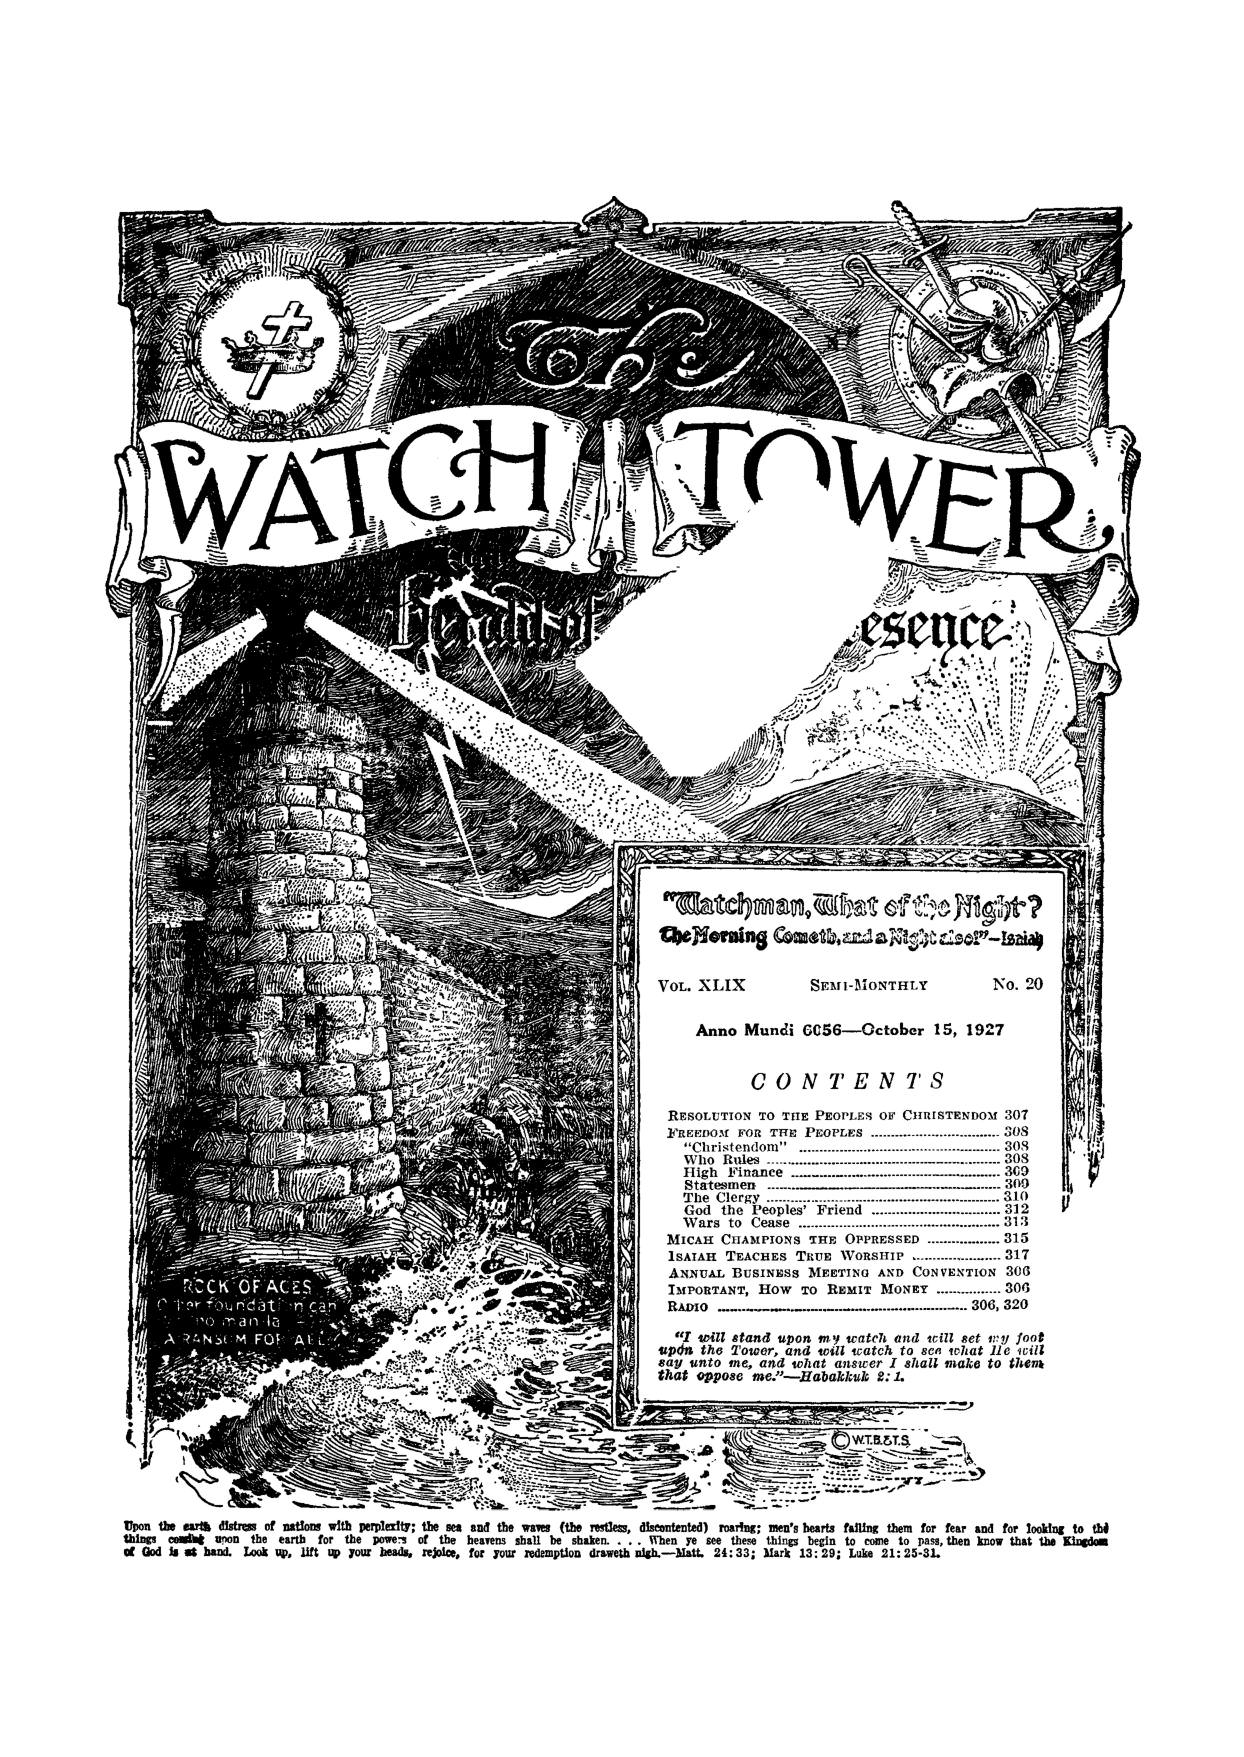 The
WATCH TOWER
Herald of esence
"Watchman, What of the Night"?
The Morning Cometh, and a Night also!"—Isaiah
VOL. XLIX SEMI-MONTHLY No. 20
Anno Mundi 6056—October 15, 1927
CONTENTS
RESOLUTION TO THE PEOPLES OF CHRISTENDOM 307
FREEDOM FOR THE PEOPLES 308
"Christendom" 308
Who Rules 308
High Finance 309
Statesmen 309
The Clergy 310
God the Peoples' Friend 312
Wars to Cease 313
MICAH CHAMPIONS THE OPPRESSED 315
ISAIAH TEACHES TRUE WORSHIP 317
ANNUAL BUSINESS MEETING AND CONVENTION 306
IMPORTANT, HOW TO REMIT MONEY 306
RADIO 306, 320
"I will stand upon my watch and will set my foot
upon the Tower, and will watch to see what He will
say unto me, and what answer I shall make to them
that oppose me."—Habakkuk 2:1.
ROCK OF AGES
Other foundation can
no man la
A RANSOM FOR ALL
© W.T.B.&T.S.
Upon the earth distress of nations with perplexity; the sea and the waves (the restless, discontented) roaring; men's hearts failing them for fear and for looking to the
things coming upon the earth for the powers of the heavens shall be shaken. . . . When ye see these things begin to come to pass, then know that the Kingdom
of God is at hand. Look up, lift up your heads, rejoice, for your redemption draweth nigh.—Matt. 24:33; Mark 13:29; Luke 21:25-31.